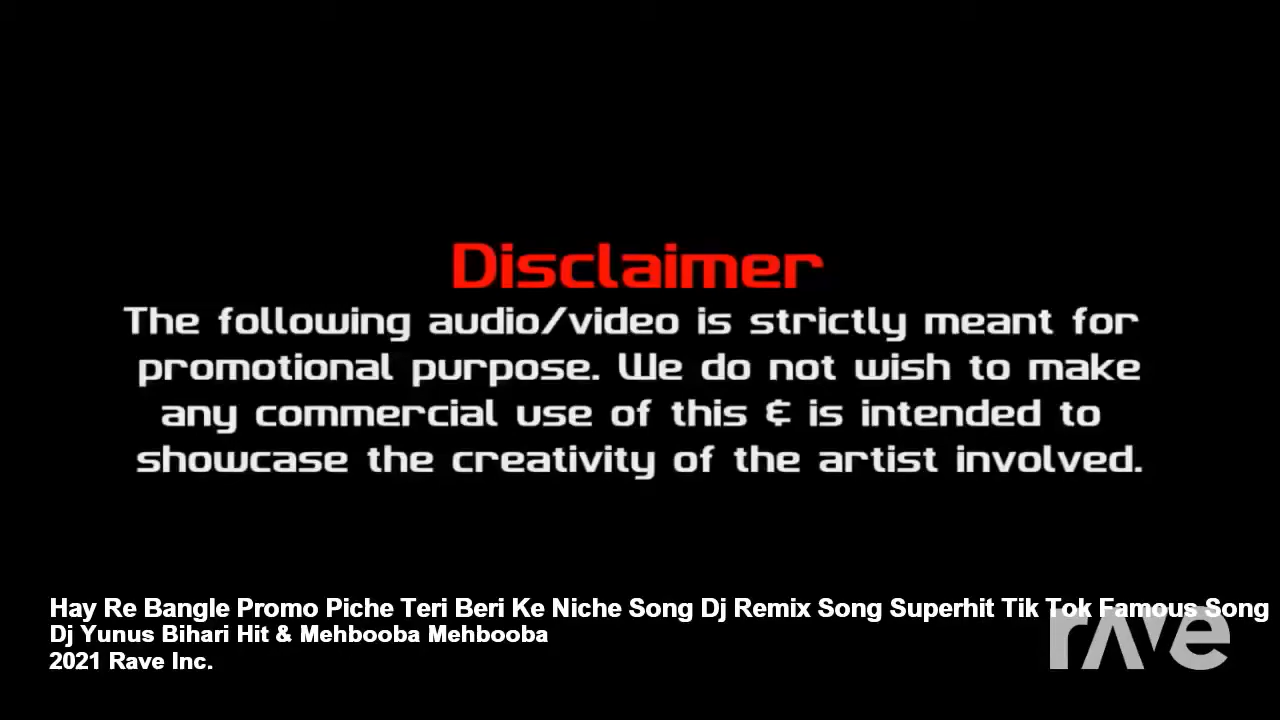 Disclaimer
The following audio/video is strictly meant for
promotional purpose. We do not wish to make
any commercial use of this & is intended to
showcase the creativity of the artist involved.
Hay Re Bangle Promo Piche Teri Beri Ke Niche Song Dj Remix Song Superhit Tik Tok Famous Song
Dj Yunus Bihari Hit & Mehbooba Mehbooba
2021 Rave Inc.
rave